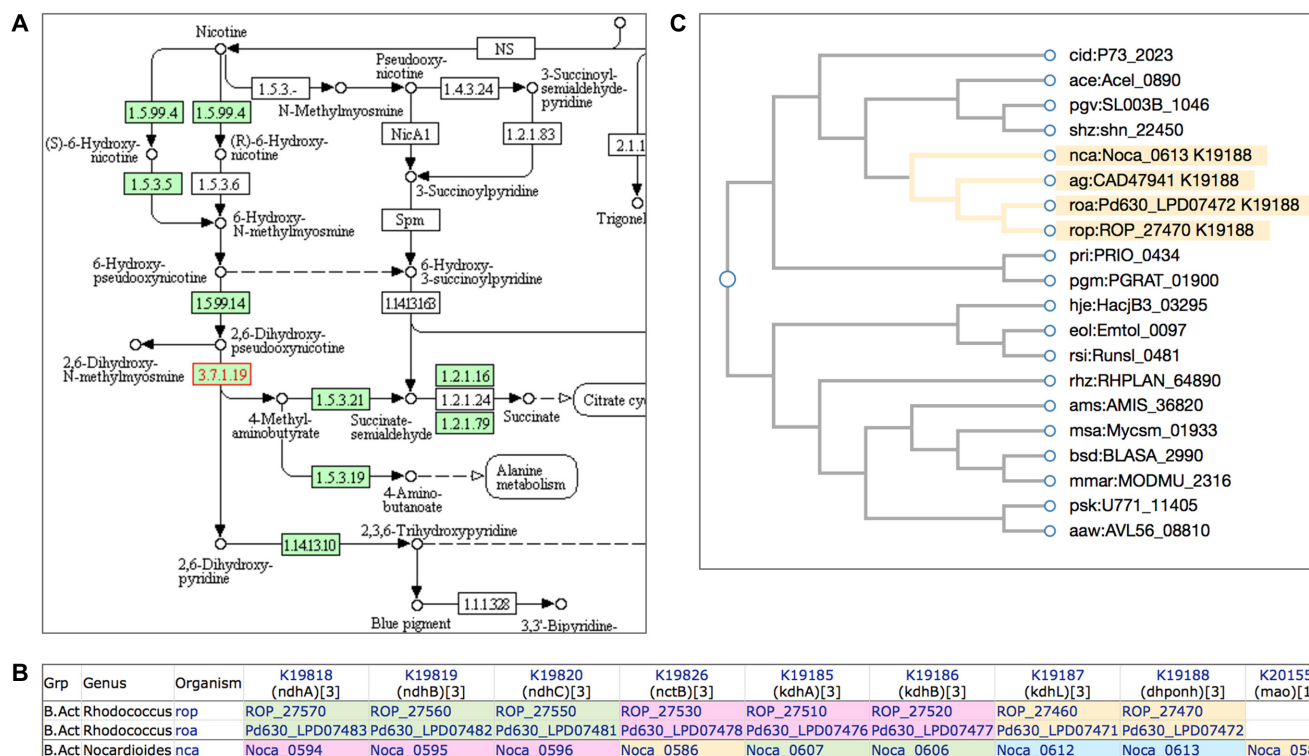 A
Nicotine
NS
Pseudooxy-
nicotine
3-Succinoyl-
semialdehyde-
pyridine
1.5.3.-
N-Methylmyosmine
1.4.3.24
1.5.99.4
1.5.99.4
NicA1
1.2.1.83
2.1.1
(S)-6-Hydroxy-
nicotine
(R)-6-Hydroxy-
nicotine
1.5.3.5
1.5.3.6
3-Succinoylpyridine
Trigonel
6-Hydroxy-
N-methylmyosmine
Spm
6-Hydroxy-
pseudooxynicotine
6-Hydroxy-
3-succinoylpyridine
1.5.99.14
1.14.13.163
2,6-Dihydroxy-
pseudooxynicotine
2,6-Dihydroxy-
N-methylmyosmine
3.7.1.19
1.5.3.21
1.2.1.16
1.2.1.24
1.2.1.79
4-Methyl-
aminobutyrate
Succinate-
semialdehyde
Succinate
Citrate cy
1.5.3.19
4-Amino-
butanoate
Alanine
metabolism
2,3,6-Trihydroxypyridine
1.14.13.10
2,6-Dihydroxy-
pyridine
1.1.1.328
Blue pigment
3,3'-Bipyridine-
C
cid:P73_2023
ace:Acel_0890
pgv:SL003B_1046
shz:shn_22450
nca:Noca_0613 K19188
ag:CAD47941 K19188
roa:Pd630_LPD07472 K19188
rop:ROP_27470 K19188
pri:PRIO_0434
pgm:PGRAT_01900
hje:HacjB3_03295
eol:Emtol_0097
rsi:Runsl_0481
rhz:RHPLAN_64890
ams:AMIS_36820
msa:Mycsm_01933
bsd:BLASA_2990
mmar:MODMU_2316
psk:U771_11405
aaw:AVL56_08810
B
Grp Genus Organism K19818 (ndhA)[3] K19819 (ndhB)[3] K19820 (ndhC)[3] K19826 (nctB)[3] K19185 (kdhA)[3] K19186 (kdhB)[3] K19187 (kdhL)[3] K19188 (dhponh)[3] K20155 (mao)[1
B.Act Rhodococcus rop ROP_27570 ROP_27560 ROP_27550 ROP_27530 ROP_27510 ROP_27520 ROP_27460 ROP_27470
B.Act Rhodococcus roa Pd630_LPD07483 Pd630_LPD07482 Pd630_LPD07481 Pd630_LPD07478 Pd630_LPD07476 Pd630_LPD07477 Pd630_LPD07471 Pd630_LPD07472
B.Act Nocardioides nca Noca_0594 Noca_0595 Noca_0596 Noca_0586 Noca_0607 Noca_0606 Noca_0612 Noca_0613 Noca_05